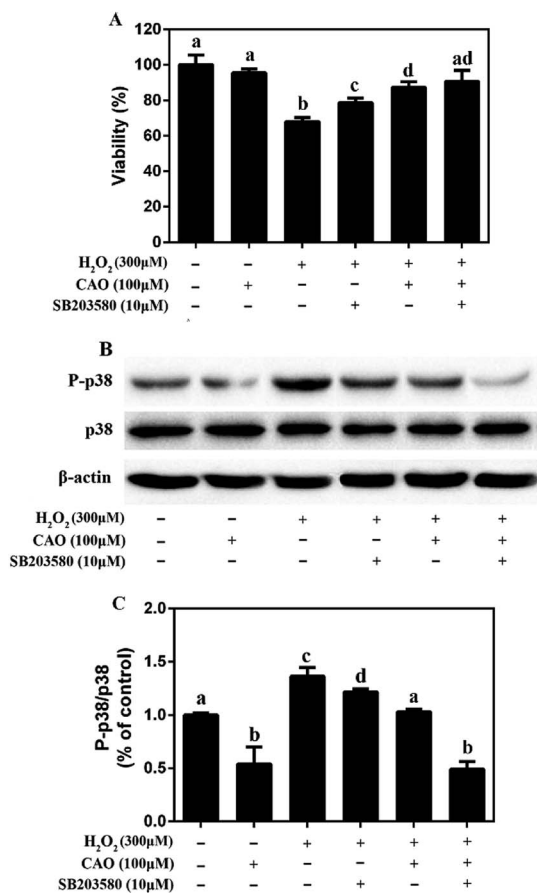 A
Viability (%)
120
100
80
60
40
20
0
a a b c d ad
H₂O₂ (300μM) – – + + + +
CAO (100μM) – + – – + +
SB203580 (10μM) – – – + – +
B
P-p38
p38
β-actin
H₂O₂ (300μM) – – + + + +
CAO (100μM) – + – – + +
SB203580 (10μM) – – – + – +
C
P-p38/p38
(% of control)
2.0
1.5
1.0
0.5
0.0
a b c d a b
H₂O₂ (300μM) – – + + + +
CAO (100μM) – + – – + +
SB203580 (10μM) – – – + – +